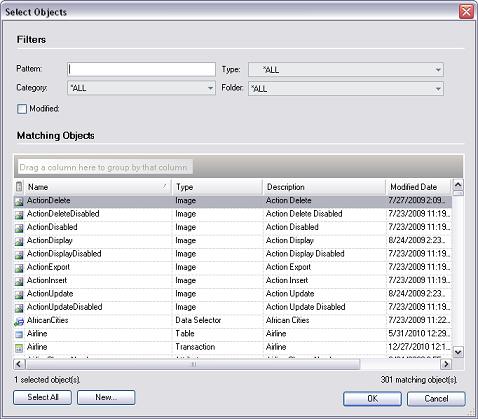 Select Objects
Filters
Pattern:
Type: *ALL
Category: *ALL
Folder: *ALL
Modified:
Matching Objects
Drag a column here to group by that column
Name Type Description Modified Date
ActionDelete Image Action Delete 7/27/2009 2:09...
ActionDeleteDisabled Image Action Delete Disabled 7/23/2009 11:19...
ActionDisabled Image Action Disabled 7/23/2009 11:19...
ActionDisplay Image Action Display 8/24/2009 2:23...
ActionDisplayDisabled Image Action Display Disabled 7/23/2009 11:19...
ActionExport Image Action Export 7/23/2009 11:19...
ActionInsert Image Action Insert 7/23/2009 11:19...
ActionUpdate Image Action Update 8/24/2009 2:23...
ActionUpdateDisabled Image Action Update Disabled 7/23/2009 11:19...
AfricanCities Data Selector African Cities 7/23/2009 11:22...
Airline Table Airline 5/31/2010 12:29...
Airline Transaction Airline 12/27/2010 12:1...
1 selected object(s).
301 matching object(s).
Select All
New...
OK
Cancel